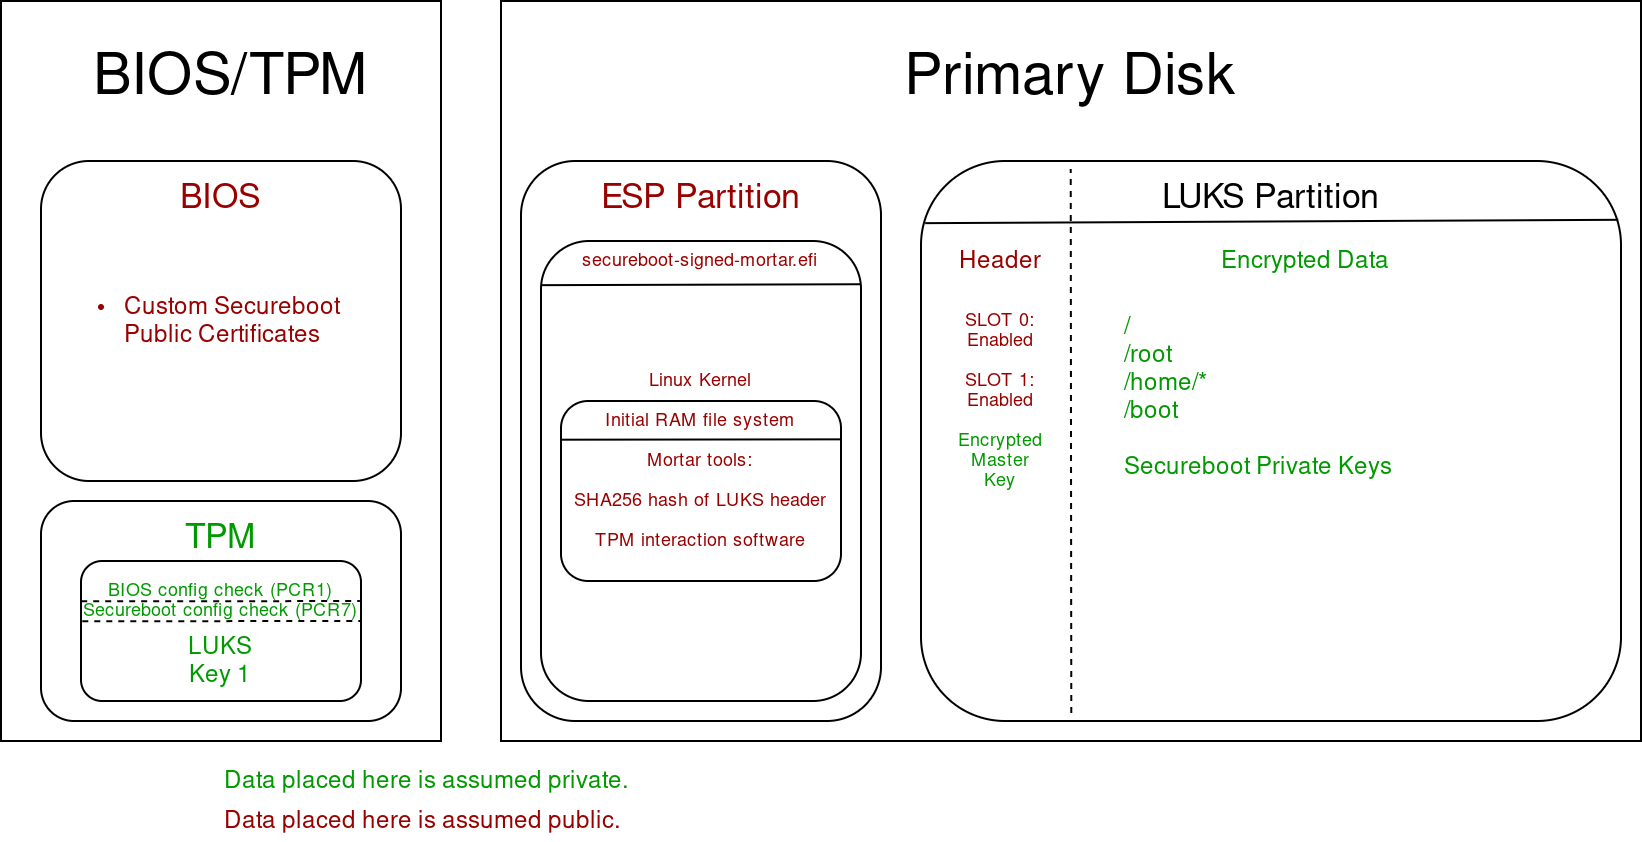 BIOS/TPM
BIOS
• Custom Secureboot
Public Certificates
TPM
BIOS config check (PCR1)
Secureboot config check (PCR7)
LUKS
Key 1
Primary Disk
ESP Partition
secureboot-signed-mortar.efi
Linux Kernel
Initial RAM file system
Mortar tools:
SHA256 hash of LUKS header
TPM interaction software
LUKS Partition
Header
SLOT 0:
Enabled
SLOT 1:
Enabled
Encrypted
Master
Key
Encrypted Data
/
/root
/home/*
/boot
Secureboot Private Keys
Data placed here is assumed private.
Data placed here is assumed public.